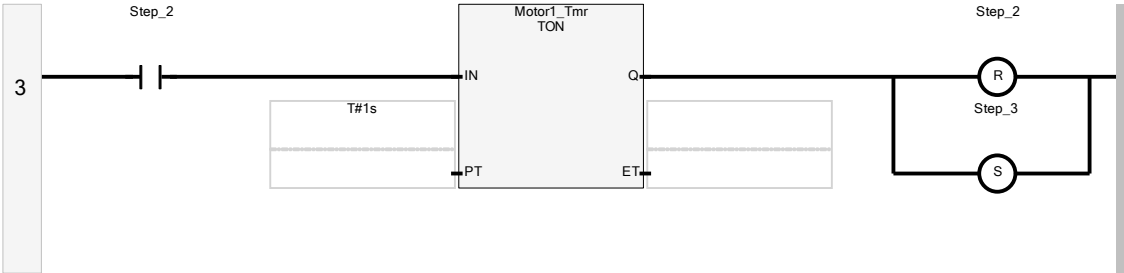 Step_2
Motor1_Tmr
TON
Step_2
3
IN
Q
R
T#1s
Step_3
PT
ET
S